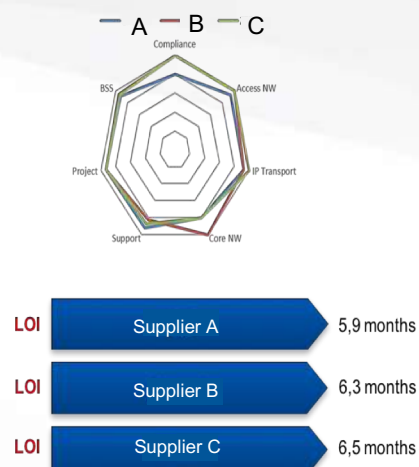 A B C
Compliance
BSS Access NW
Project IP Transport
Support Core NW
LOI Supplier A 5,9 months
LOI Supplier B 6,3 months
LOI Supplier C 6,5 months